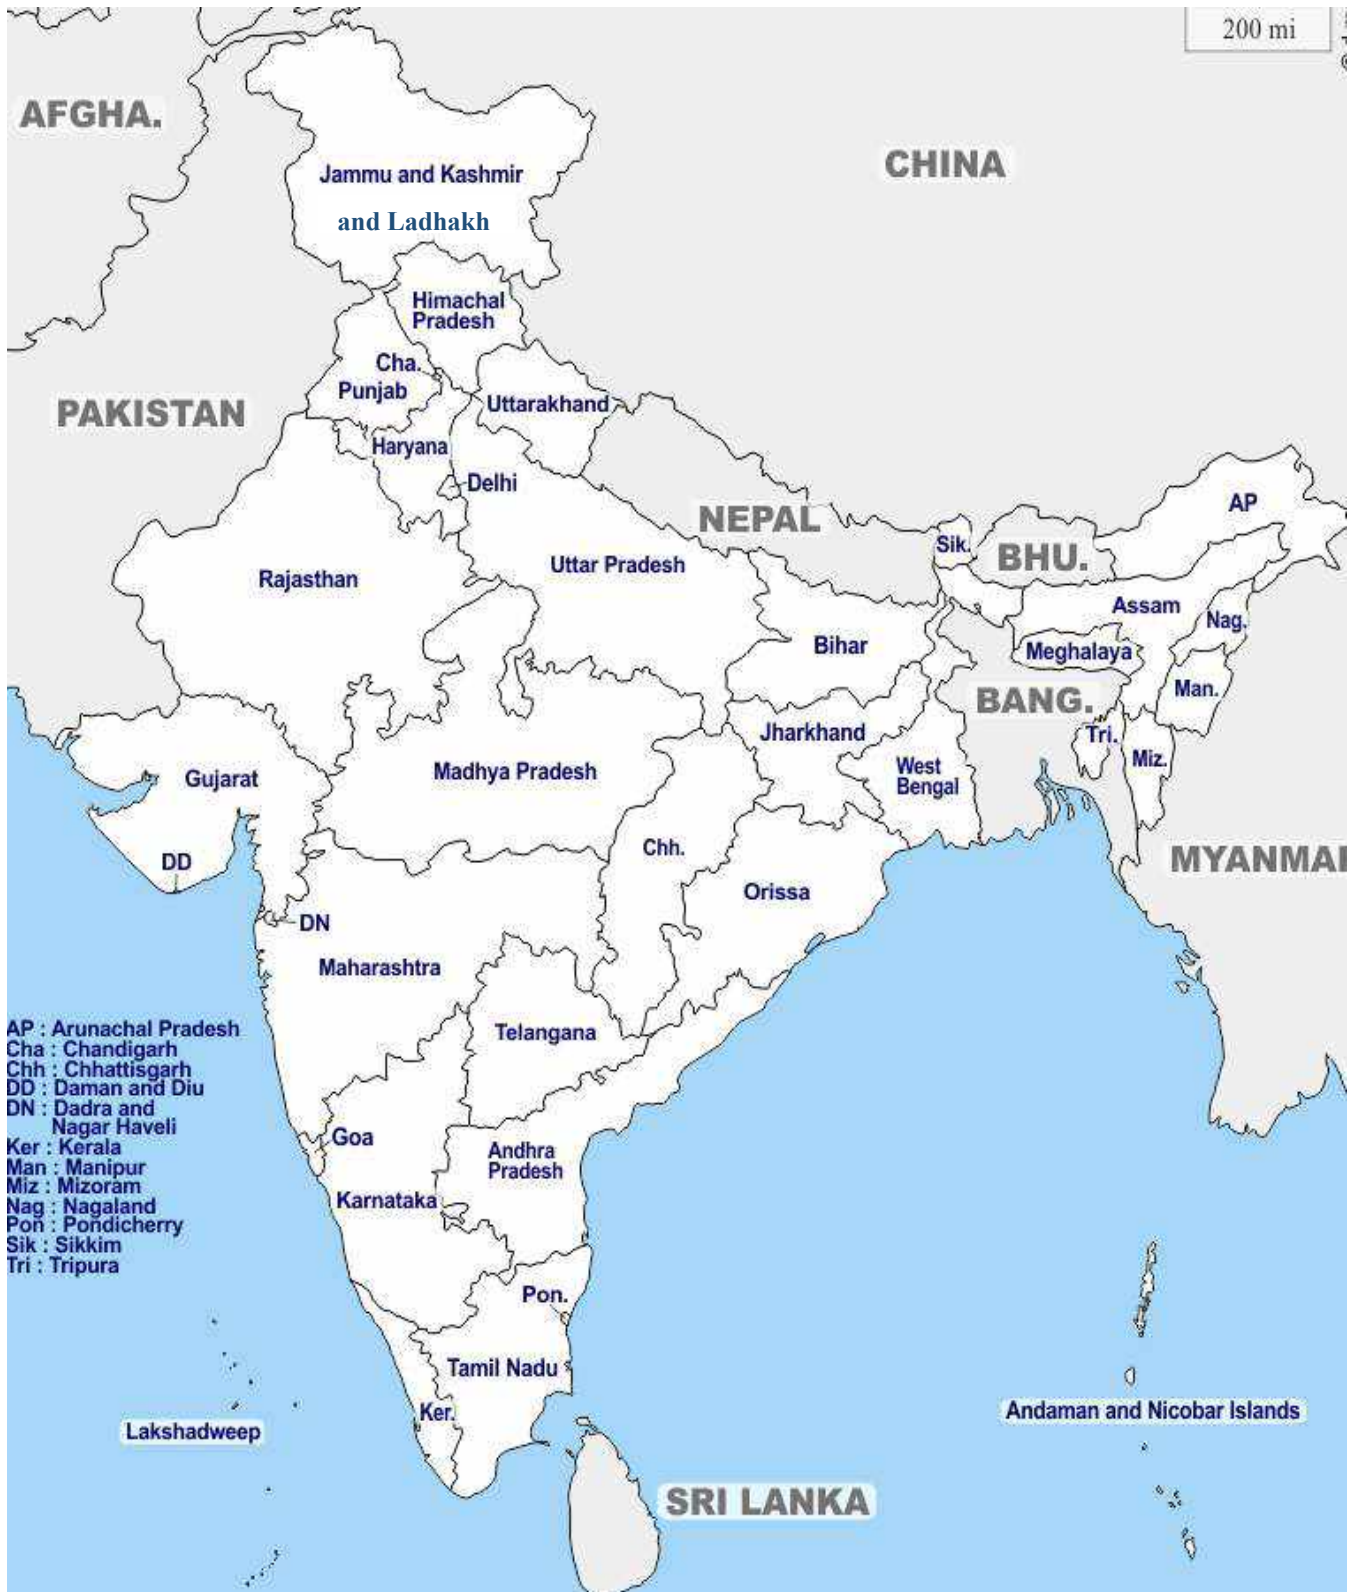 200 mi
AFGHA.
CHINA
Jammu and Kashmir
and Ladhakh
Himachal
Pradesh
Cha.
Punjab
PAKISTAN
Uttarakhand
Haryana
Delhi
NEPAL
AP
Sik.
BHU.
Rajasthan
Uttar Pradesh
Assam
Nag.
Bihar
Meghalaya
Man.
BANG.
Jharkhand
Tri.
Miz.
Gujarat
Madhya Pradesh
West
Bengal
Chh.
MYANMAR
DD
Orissa
DN
Maharashtra
Telangana
AP : Arunachal Pradesh
Cha : Chandigarh
Chh : Chhattisgarh
DD : Daman and Diu
DN : Dadra and
Nagar Haveli
Ker : Kerala
Man : Manipur
Miz : Mizoram
Nag : Nagaland
Pon : Pondicherry
Sik : Sikkim
Tri : Tripura
Goa
Andhra
Pradesh
Karnataka
Pon.
Tamil Nadu
Ker.
Lakshadweep
Andaman and Nicobar Islands
SRI LANKA